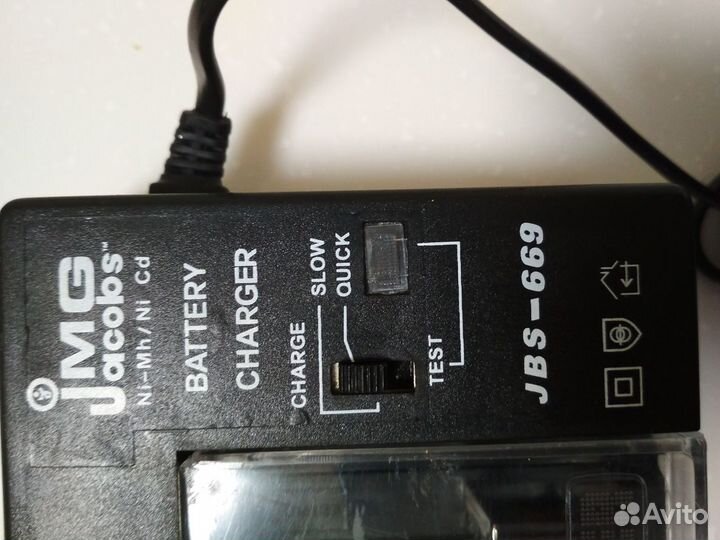 JMG
Jacobs™
Ni-Mh/Ni Cd
BATTERY
CHARGER
CHARGE
SLOW
QUICK
TEST
JBS-669
Avito